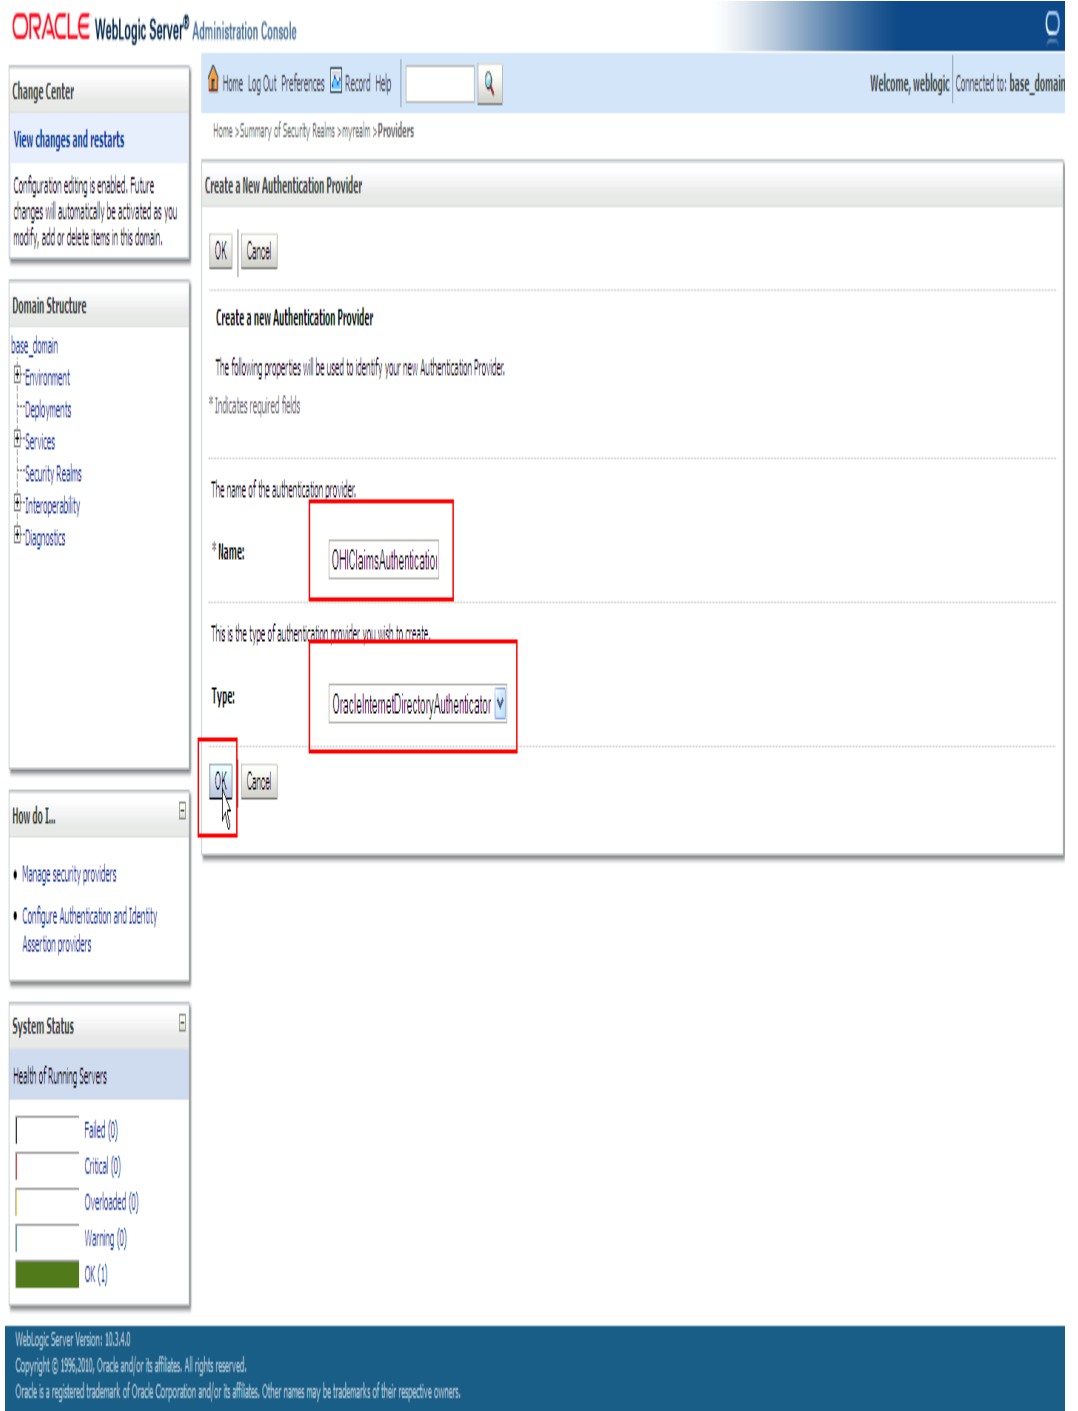 ORACLE WebLogic Server® Administration Console
Change Center
View changes and restarts
Configuration editing is enabled. Future
changes will automatically be activated as you
modify, add or delete items in this domain.
Domain Structure
base_domain
Environment
Deployments
Services
Security Realms
Interoperability
Diagnostics
How do I...
Manage security providers
Configure Authentication and Identity
Assertion providers
System Status
Health of Running Servers
Failed (0)
Critical (0)
Overloaded (0)
Warning (0)
OK (1)
Home Log Out Preferences Record Help
Welcome, weblogic Connected to: base_domain
Home >Summary of Security Realms >myrealm >Providers
Create a New Authentication Provider
OK Cancel
Create a new Authentication Provider
The following properties will be used to identify your new Authentication Provider.
* Indicates required fields
The name of the authentication provider.
* Name: OHIClaimsAuthentication
This is the type of authentication provider you wish to create.
Type: OracleInternetDirectoryAuthenticator
OK Cancel
WebLogic Server Version: 10.3.4.0
Copyright © 1996,2010, Oracle and/or its affiliates. All rights reserved.
Oracle is a registered trademark of Oracle Corporation and/or its affiliates. Other names may be trademarks of their respective owners.